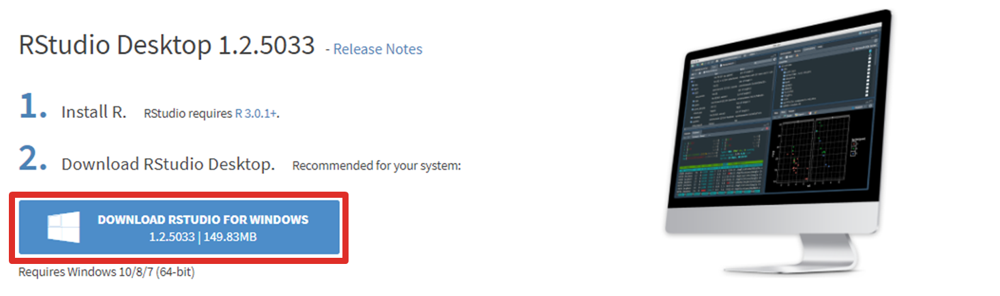 RStudio Desktop 1.2.5033 - Release Notes
1. Install R. RStudio requires R 3.0.1+.
2. Download RStudio Desktop. Recommended for your system:
DOWNLOAD RSTUDIO FOR WINDOWS
1.2.5033 | 149.83MB
Requires Windows 10/8/7 (64-bit)